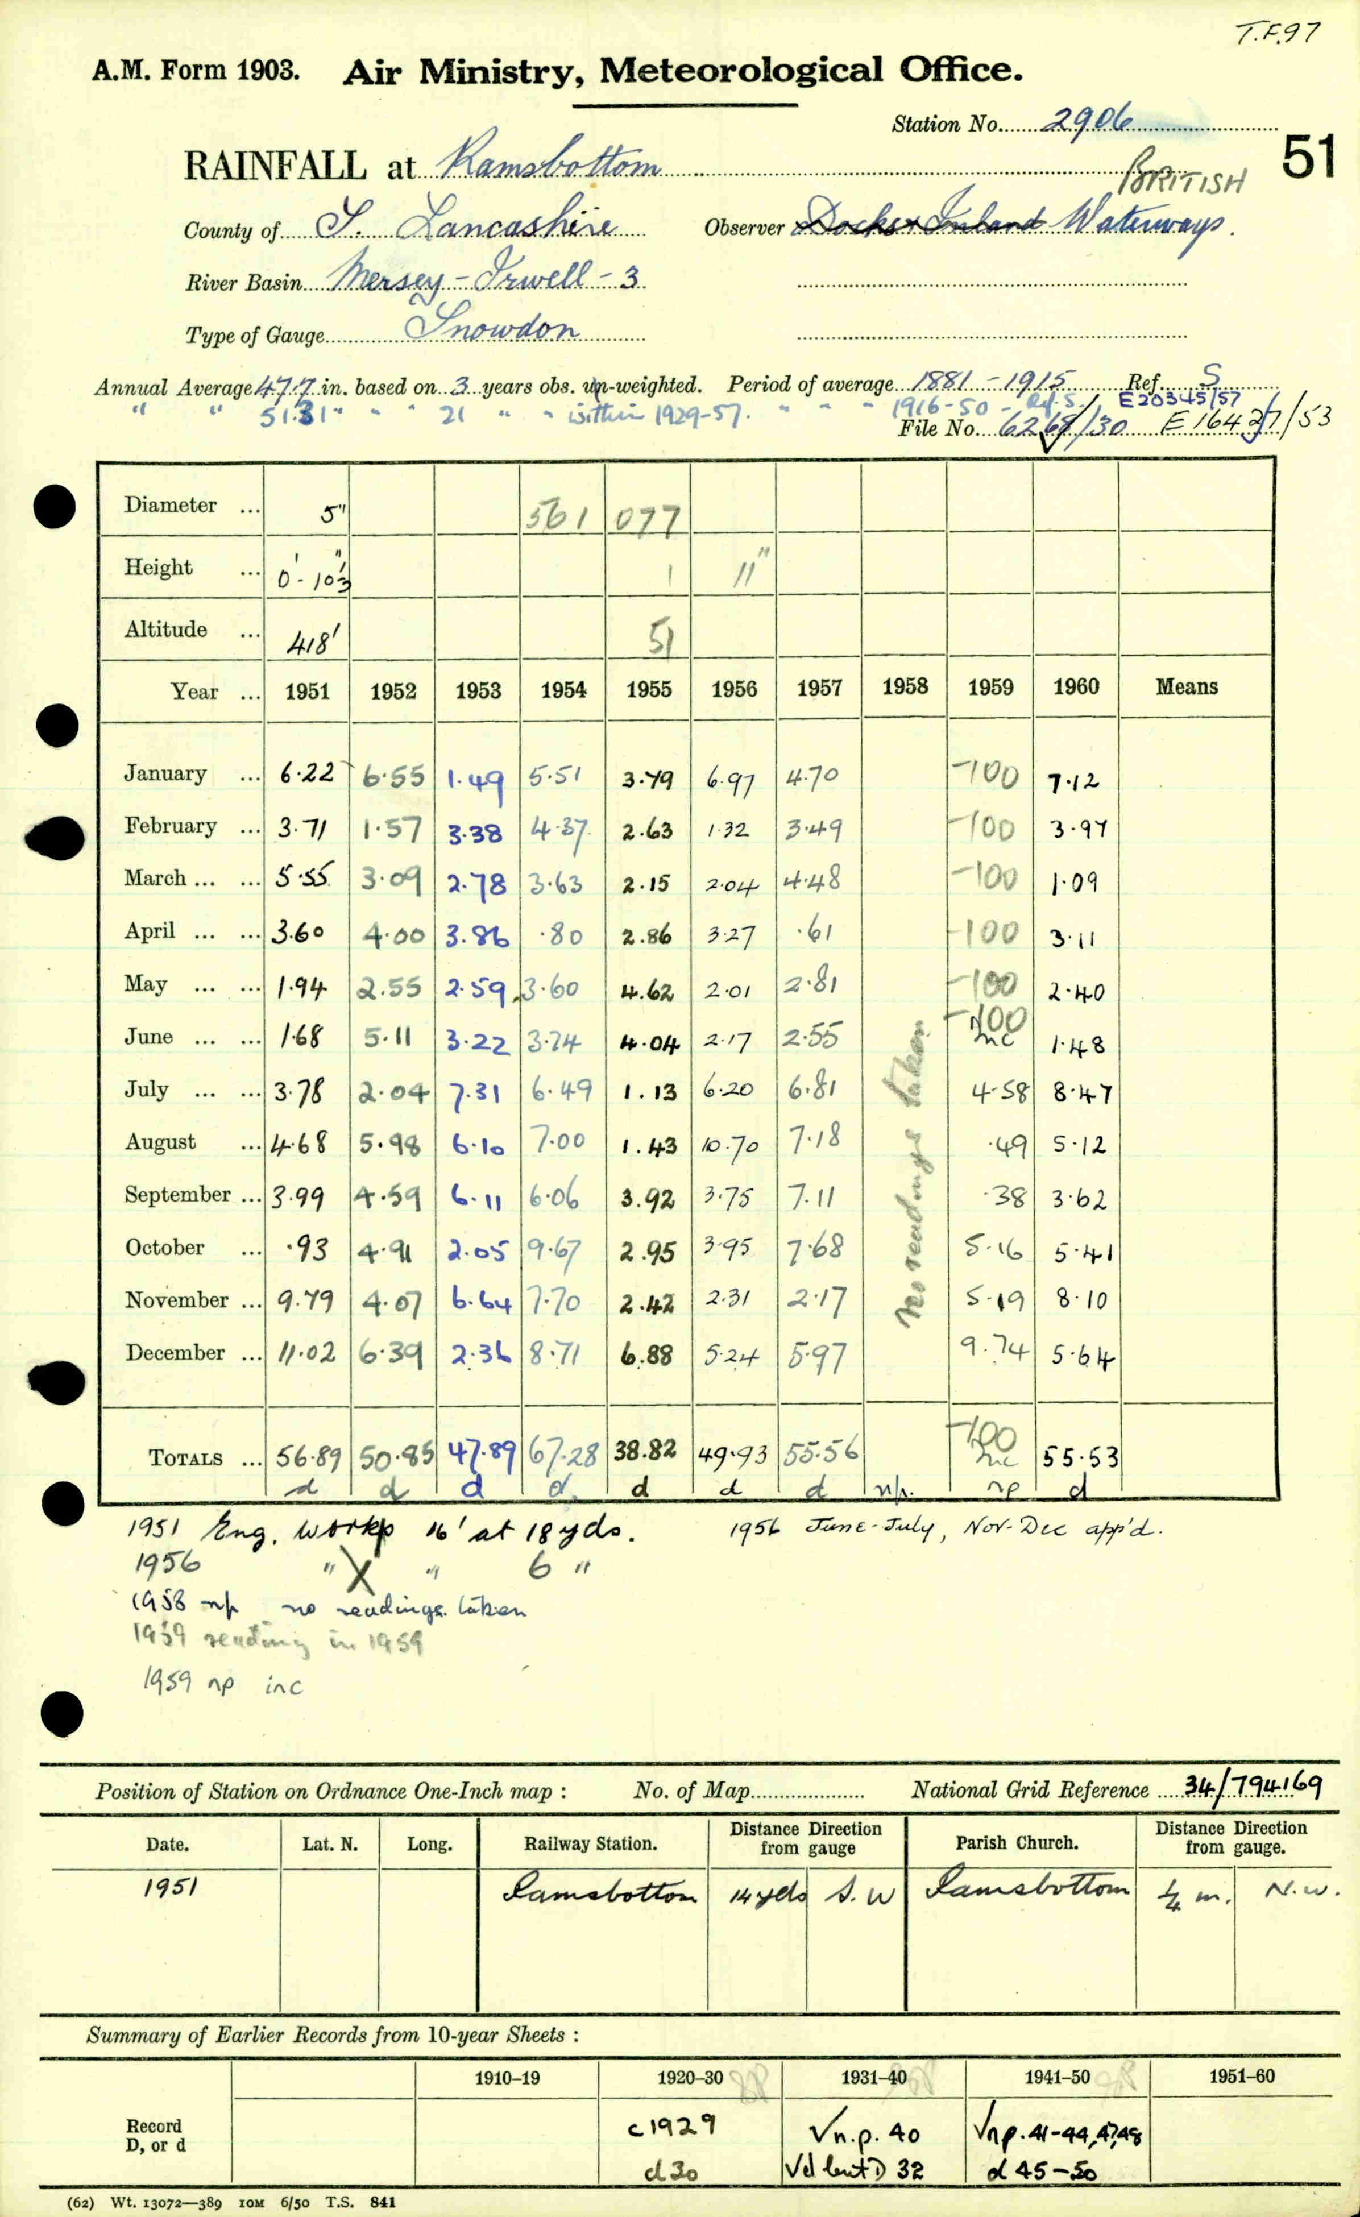 T.F.97
A.M. Form 1903. Air Ministry, Meteorological Office.
Station No. 2906
51
RAINFALL at Ramsbottom
BRITISH
County of S. Lancashire Observer Docks & Inland Waterways.
River Basin Mersey - Irwell - 3
Type of Gauge Snowdon
Annual Average 47.7 in. based on 3 years obs. un-weighted. Period of average 1881-1915 Ref. S
" " 51.31 " " " 21 " " within 1929-57. " " " 1916-50 - Ref. S. E20345/57
File No. 6268/30 E16427/53
Diameter ... 5" 561 077
Height ... 0'-10⅓" 1 11"
Altitude ... 418' 51
Year ... 1951 1952 1953 1954 1955 1956 1957 1958 1959 1960 Means
January ... 6.22 6.55 1.49 5.51 3.79 6.97 4.70 -100 7.12
February ... 3.71 1.57 3.38 4.37 2.63 1.32 3.49 -100 3.97
March ... ... 5.55 3.09 2.78 3.63 2.15 2.04 4.48 -100 1.09
April ... ... 3.60 4.00 3.86 .80 2.86 3.27 .61 -100 3.11
May ... ... 1.94 2.55 2.59 3.60 4.62 2.01 2.81 -100 2.40
June ... ... 1.68 5.11 3.22 3.74 4.04 2.17 2.55 -100 inc 1.48
July ... ... 3.78 2.04 7.31 6.49 1.13 6.20 6.81 4.58 8.47
August ... 4.68 5.98 6.10 7.00 1.43 10.70 7.18 .49 5.12
September ... 3.99 4.59 6.11 6.06 3.92 3.75 7.11 .38 3.62
October ... .93 4.91 2.05 9.67 2.95 3.95 7.68 5.16 5.41
November ... 9.79 4.07 6.64 7.70 2.42 2.31 2.17 5.19 8.10
December ... 11.02 6.39 2.36 8.71 6.88 5.24 5.97 9.74 5.64
no readings taken
TOTALS ... 56.89 50.85 47.89 67.28 38.82 49.93 55.56 -100 inc 55.53
d d d d d d d n.p. np d
1951 Eng. Works 16' at 18 yds. 1956 June-July, Nov-Dec app'd.
1956 " X " 6 "
1958 np no readings taken
1959 reading in 1959
1959 np inc
Position of Station on Ordnance One-Inch map : No. of Map National Grid Reference 34/794169
Date. Lat. N. Long. Railway Station. Distance Direction from gauge Parish Church. Distance Direction from gauge.
1951 Ramsbottom 14 yds S.W Ramsbottom ¼ m. N.W.
Summary of Earlier Records from 10-year Sheets :
1910-19 1920-30 1931-40 1941-50 1951-60
Record D, or d
c1929 √n.p. 40 √np. 41-44, 47,48
d30 √d but D 32 d 45-50
(62) Wt. 13072—389 10M 6/50 T.S. 841